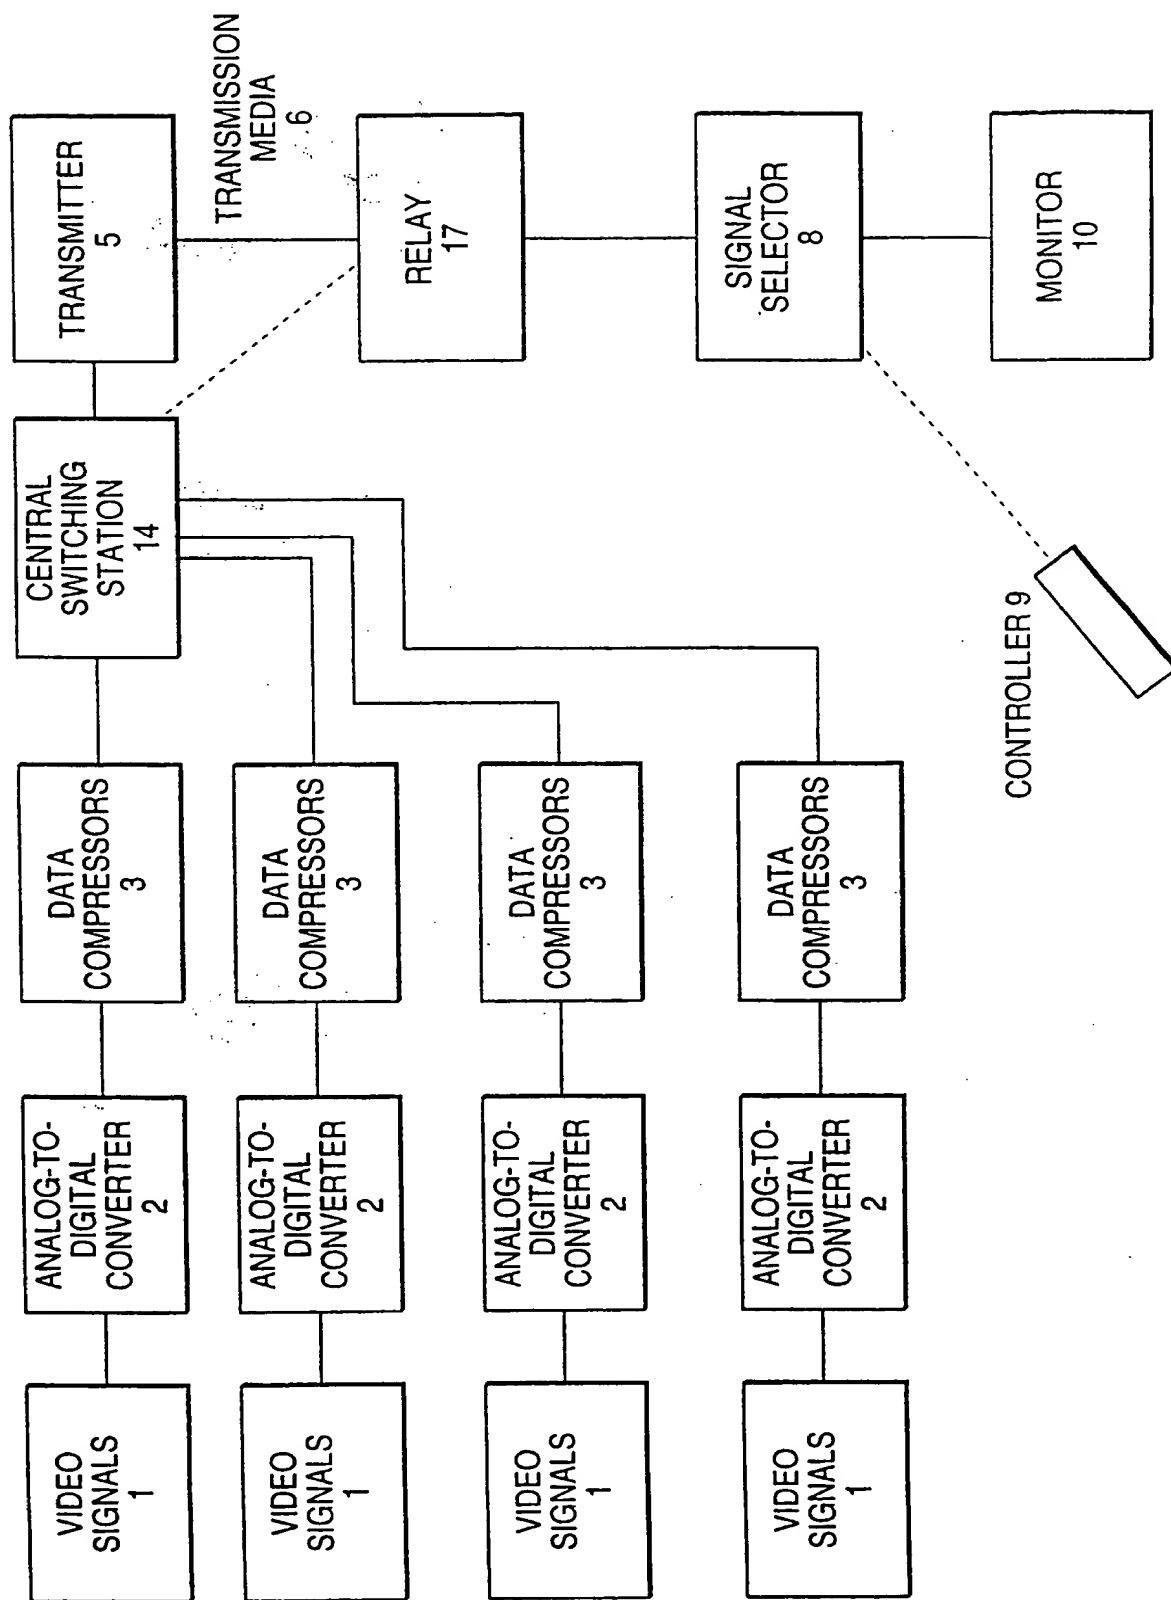 VIDEO
SIGNALS
1
ANALOG-TO-
DIGITAL
CONVERTER
2
DATA
COMPRESSORS
3
CENTRAL
SWITCHING
STATION
14
TRANSMITTER
5
VIDEO
SIGNALS
1
ANALOG-TO-
DIGITAL
CONVERTER
2
DATA
COMPRESSORS
3
TRANSMISSION
MEDIA
6
VIDEO
SIGNALS
1
ANALOG-TO-
DIGITAL
CONVERTER
2
DATA
COMPRESSORS
3
RELAY
17
VIDEO
SIGNALS
1
ANALOG-TO-
DIGITAL
CONVERTER
2
DATA
COMPRESSORS
3
SIGNAL
SELECTOR
8
CONTROLLER 9
MONITOR
10